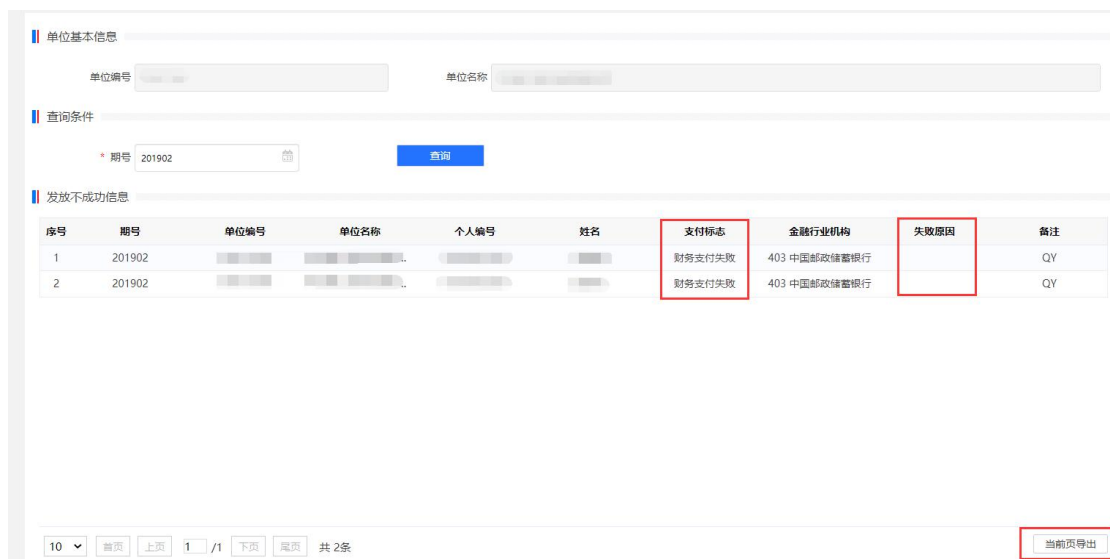 单位基本信息
单位编号 单位名称
查询条件
* 期号 201902 查询
发放不成功信息
序号 期号 单位编号 单位名称 个人编号 姓名 支付标志 金融行业机构 失败原因 备注
1 201902 .. 财务支付失败 403 中国邮政储蓄银行 QY
2 201902 .. 财务支付失败 403 中国邮政储蓄银行 QY
10 首页 上页 1 /1 下页 尾页 共 2条 当前页导出